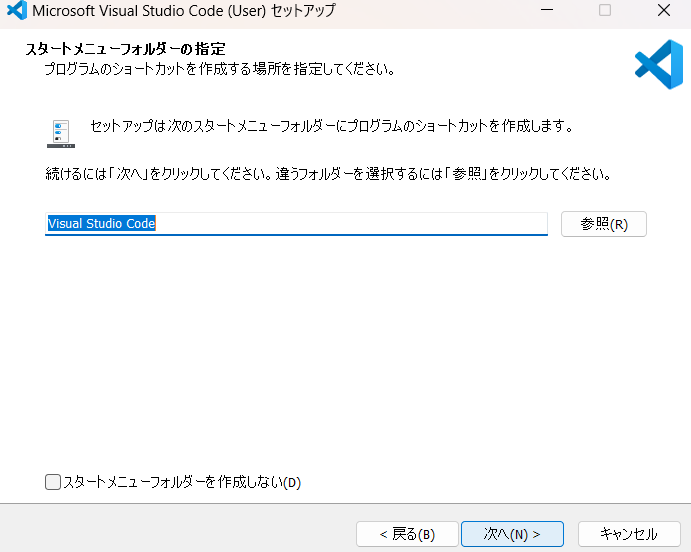 Microsoft Visual Studio Code (User) セットアップ
スタートメニューフォルダーの指定
プログラムのショートカットを作成する場所を指定してください。
セットアップは次のスタートメニューフォルダーにプログラムのショートカットを作成します。
続けるには「次へ」をクリックしてください。違うフォルダーを選択するには「参照」をクリックしてください。
Visual Studio Code
参照(R)
スタートメニューフォルダーを作成しない(D)
< 戻る(B)
次へ(N) >
キャンセル